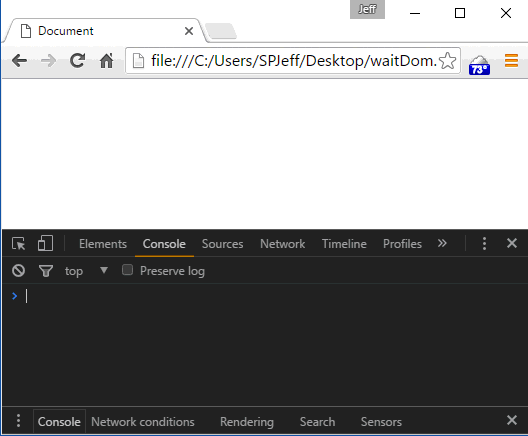 Jeff
Document
file:///C:/Users/SPJeff/Desktop/waitDom.
73°
Elements Console Sources Network Timeline Profiles »
top Preserve log
>
Console Network conditions Rendering Search Sensors